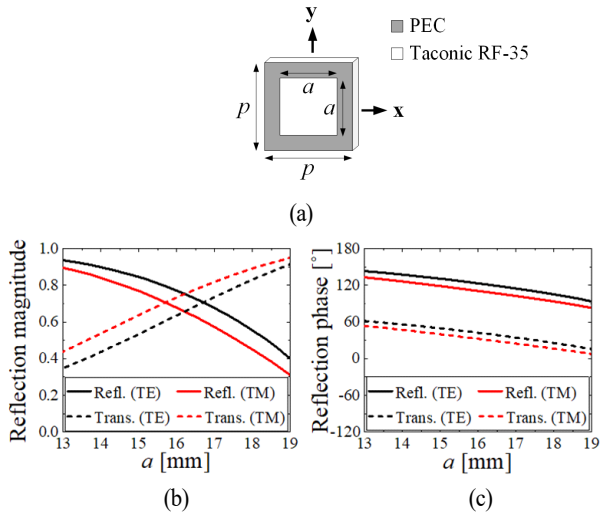 y
PEC
Taconic RF-35
a
a
x
p
p
(a)
Reflection magnitude
1.0
0.8
0.6
0.4
0.2
0.0
Refl. (TE) Refl. (TM)
Trans. (TE) Trans. (TM)
13 14 15 16 17 18 19
a [mm]
(b)
Reflection phase [°]
180
120
60
0
-60
-120
Refl. (TE) Refl. (TM)
Trans. (TE) Trans. (TM)
13 14 15 16 17 18 19
a [mm]
(c)